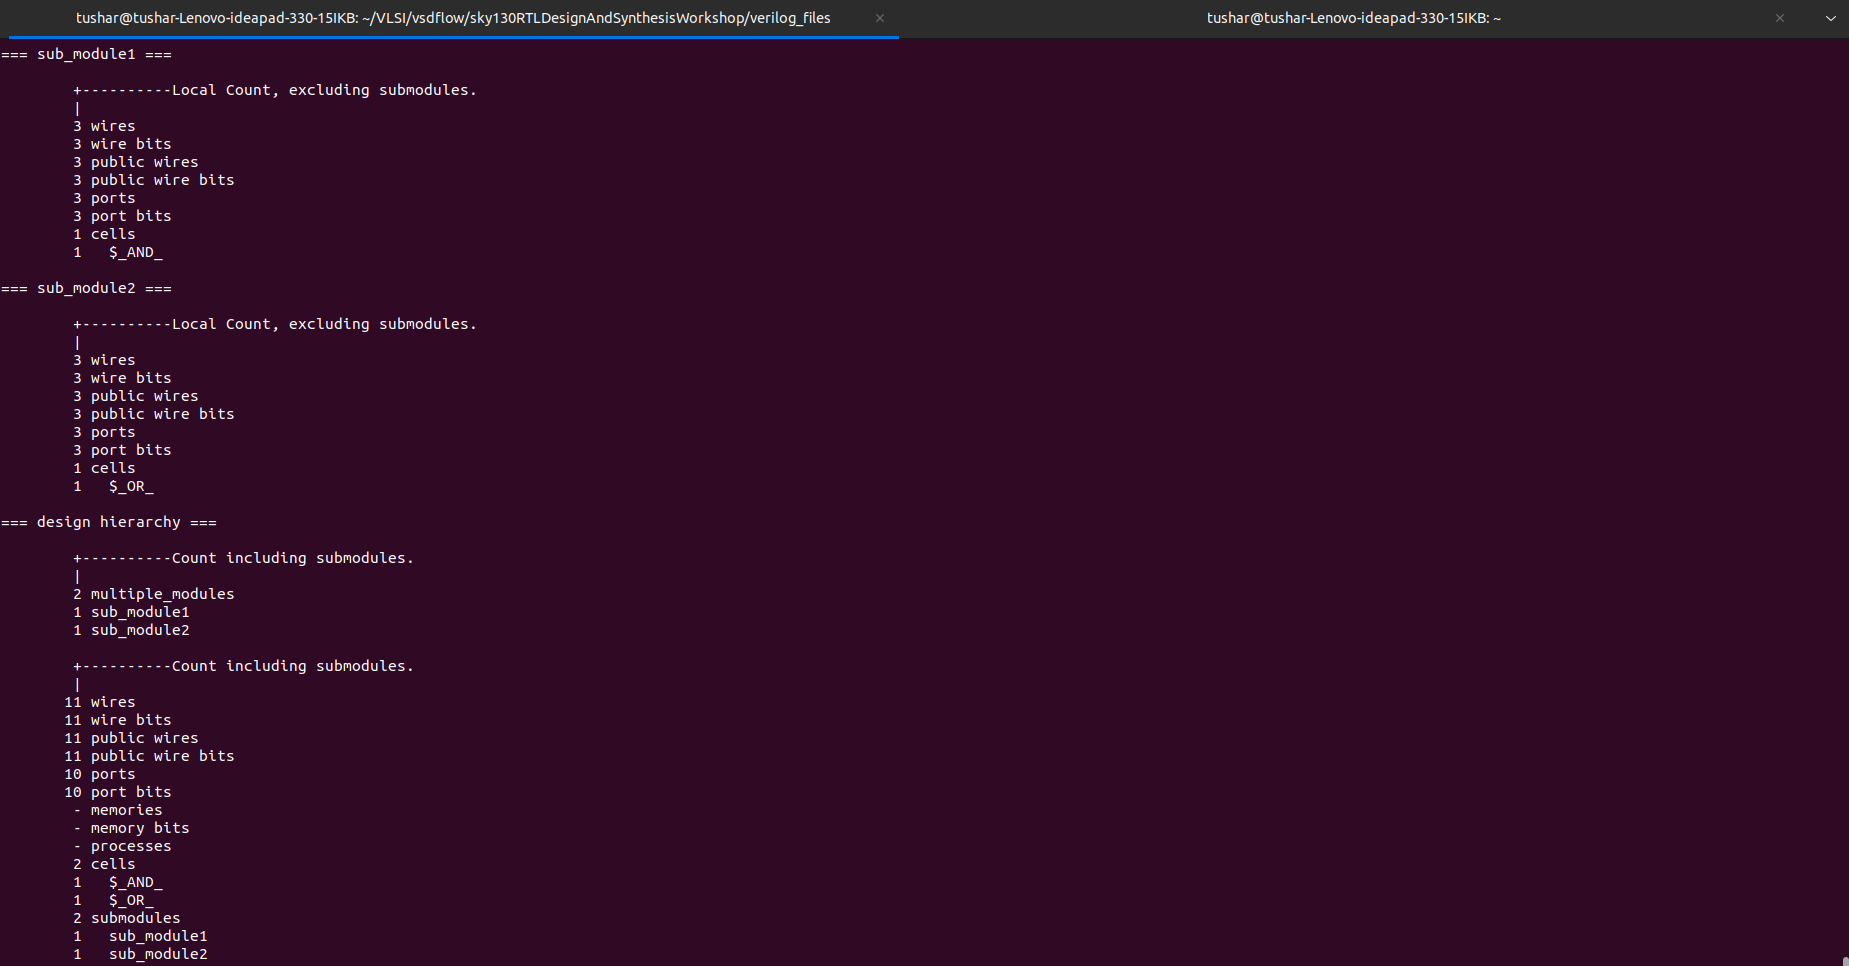 tushar@tushar-Lenovo-ideapad-330-15IKB: ~/VLSI/vsdflow/sky130RTLDesignAndSynthesisWorkshop/verilog_files
tushar@tushar-Lenovo-ideapad-330-15IKB: ~
=== sub_module1 ===
+----------Local Count, excluding submodules.
|
3 wires
3 wire bits
3 public wires
3 public wire bits
3 ports
3 port bits
1 cells
1   $_AND_
=== sub_module2 ===
+----------Local Count, excluding submodules.
|
3 wires
3 wire bits
3 public wires
3 public wire bits
3 ports
3 port bits
1 cells
1   $_OR_
=== design hierarchy ===
+----------Count including submodules.
|
2 multiple_modules
1 sub_module1
1 sub_module2
+----------Count including submodules.
|
11 wires
11 wire bits
11 public wires
11 public wire bits
10 ports
10 port bits
- memories
- memory bits
- processes
2 cells
1   $_AND_
1   $_OR_
2 submodules
1   sub_module1
1   sub_module2